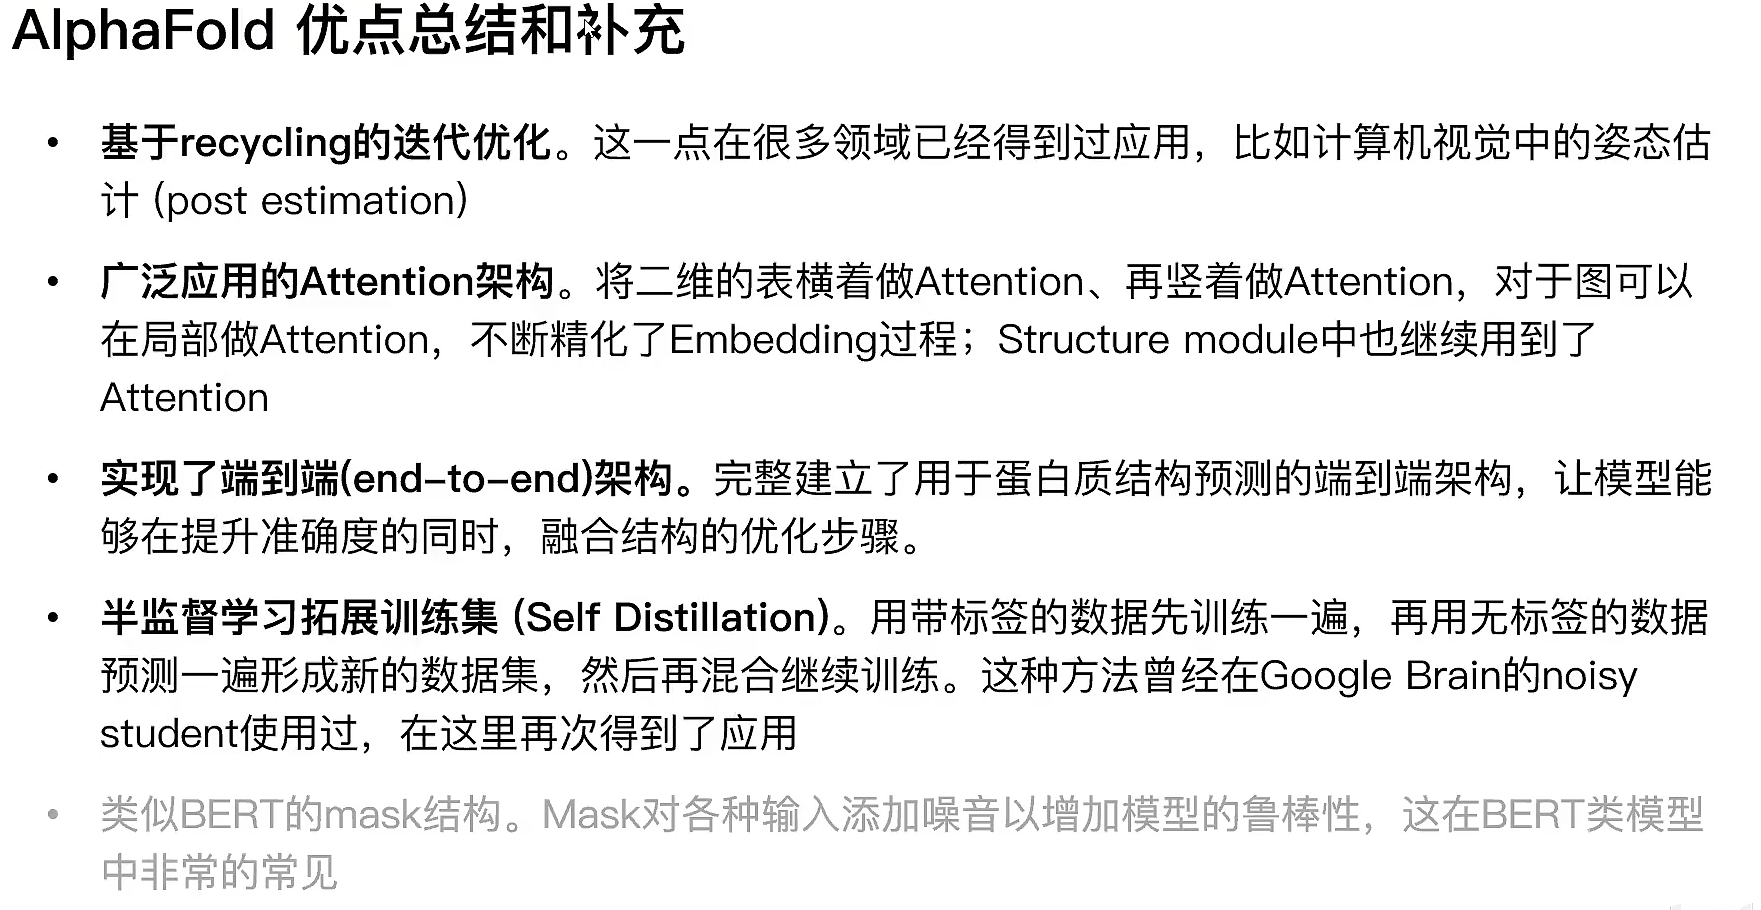 AlphaFold 优点总结和补充
• 基于recycling的迭代优化。这一点在很多领域已经得到过应用，比如计算机视觉中的姿态估
计 (post estimation)
• 广泛应用的Attention架构。将二维的表横着做Attention、再竖着做Attention，对于图可以
在局部做Attention，不断精化了Embedding过程；Structure module中也继续用到了
Attention
• 实现了端到端(end-to-end)架构。完整建立了用于蛋白质结构预测的端到端架构，让模型能
够在提升准确度的同时，融合结构的优化步骤。
• 半监督学习拓展训练集 (Self Distillation)。用带标签的数据先训练一遍，再用无标签的数据
预测一遍形成新的数据集，然后再混合继续训练。这种方法曾经在Google Brain的noisy
student使用过，在这里再次得到了应用
• 类似BERT的mask结构。Mask对各种输入添加噪音以增加模型的鲁棒性，这在BERT类模型
中非常的常见